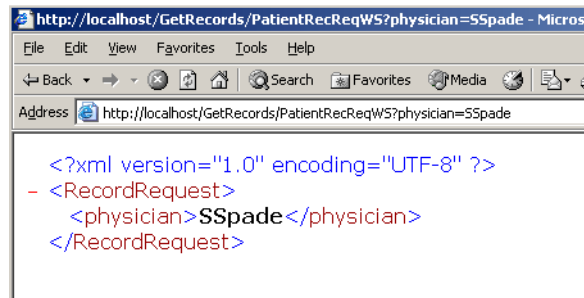 http://localhost/GetRecords/PatientRecReqWS?physician=SSpade - Micros
File Edit View Favorites Tools Help
Back Search Favorites Media
Address http://localhost/GetRecords/PatientRecReqWS?physician=SSpade
<?xml version="1.0" encoding="UTF-8" ?>
- <RecordRequest>
<physician>SSpade</physician>
</RecordRequest>